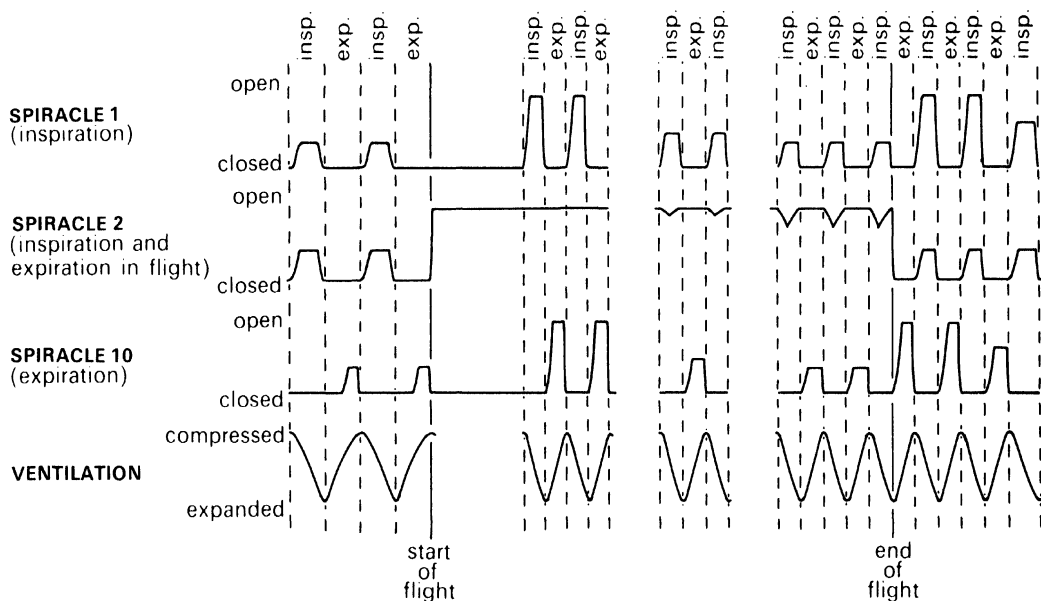 insp.
exp.
insp.
exp.
insp.
exp.
insp.
exp.
insp.
exp.
insp.
insp.
exp.
insp.
exp.
insp.
exp.
insp.
exp.
insp.
exp.
insp.
open
SPIRACLE 1
(inspiration)
closed
open
SPIRACLE 2
(inspiration and
expiration in flight)
closed
open
SPIRACLE 10
(expiration)
closed
compressed
VENTILATION
expanded
start
of
flight
end
of
flight